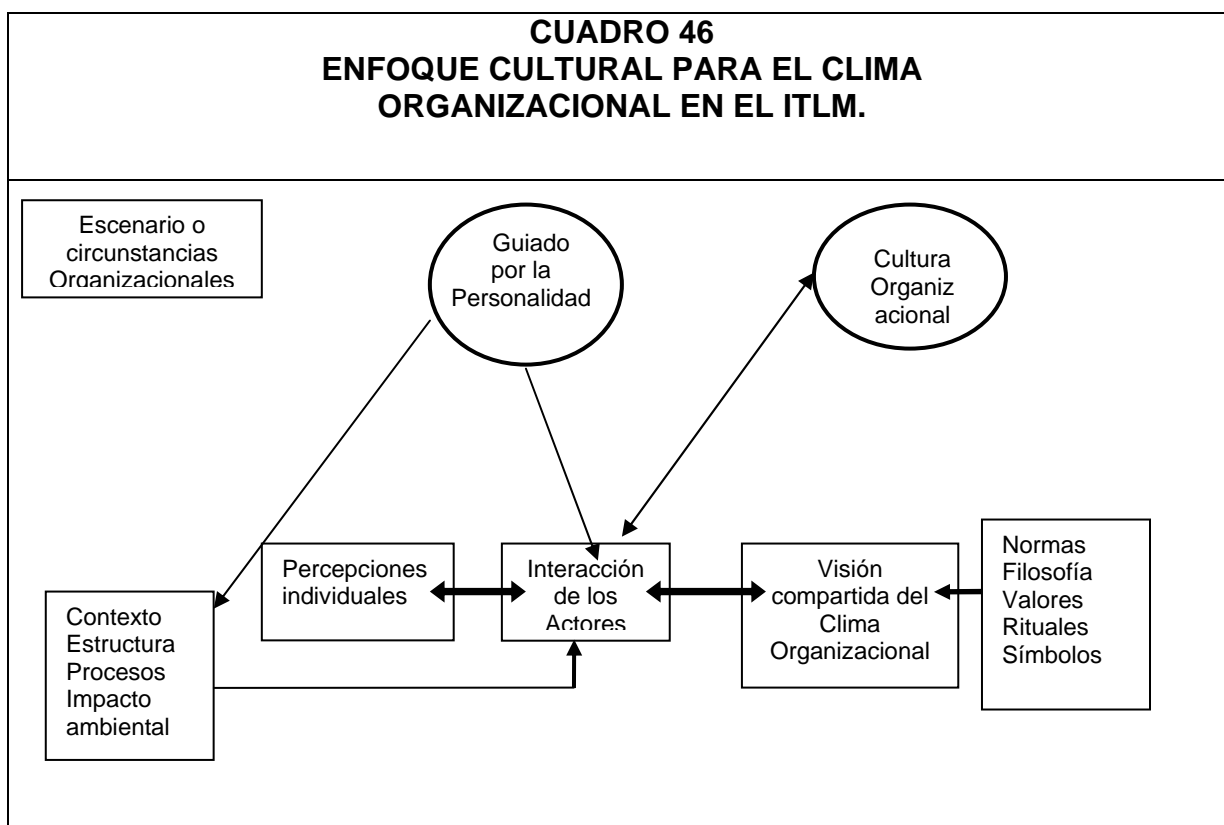 CUADRO 46
ENFOQUE CULTURAL PARA EL CLIMA
ORGANIZACIONAL EN EL ITLM.
Escenario o
circunstancias
Organizacionales
Guiado
por la
Personalidad
Cultura
Organiz
acional
Percepciones
individuales
Interacción
de los
Actores
Visión
compartida del
Clima
Organizacional
Normas
Filosofía
Valores
Rituales
Símbolos
Contexto
Estructura
Procesos
Impacto
ambiental